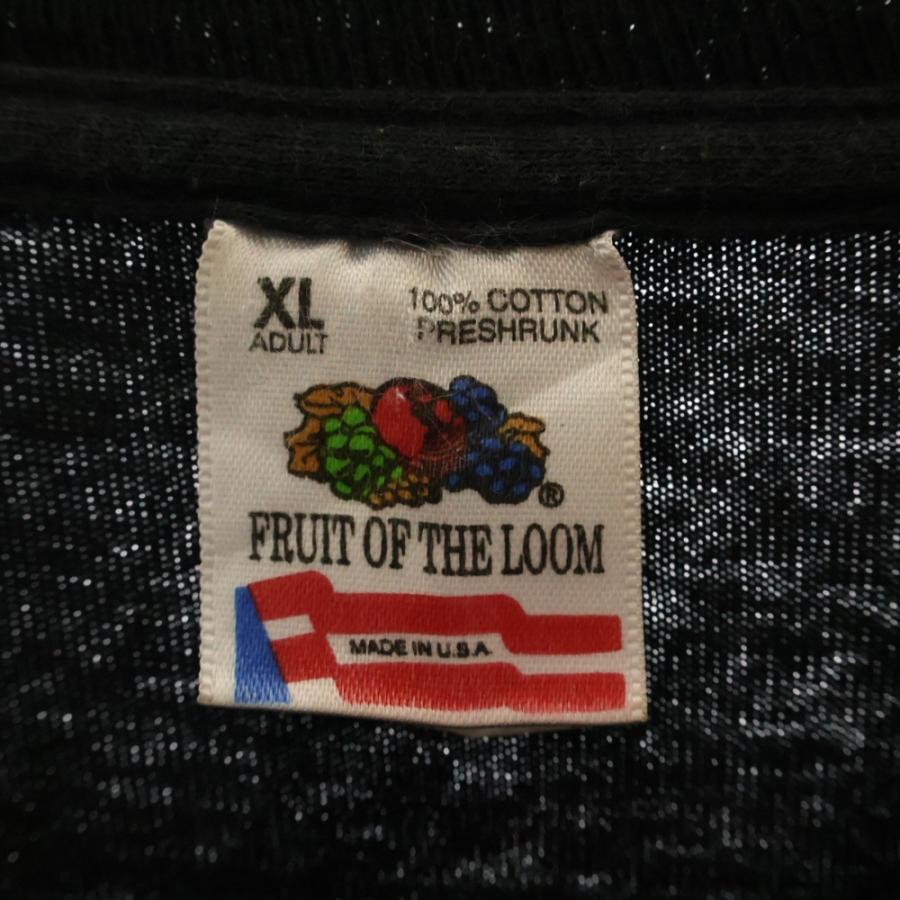 XL
ADULT
100% COTTON
PRESHRUNK
®
FRUIT OF THE LOOM
MADE IN U.S.A.